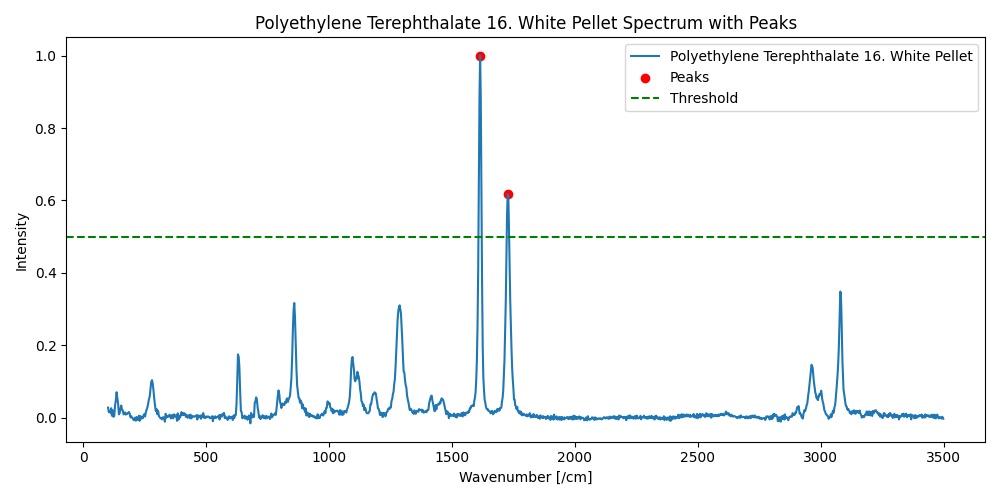 Polyethylene Terephthalate 16. White Pellet Spectrum with Peaks
Polyethylene Terephthalate 16. White Pellet
Peaks
Threshold
1.0
0.8
0.6
0.4
0.2
0.0
Intensity
0 500 1000 1500 2000 2500 3000 3500
Wavenumber [/cm]